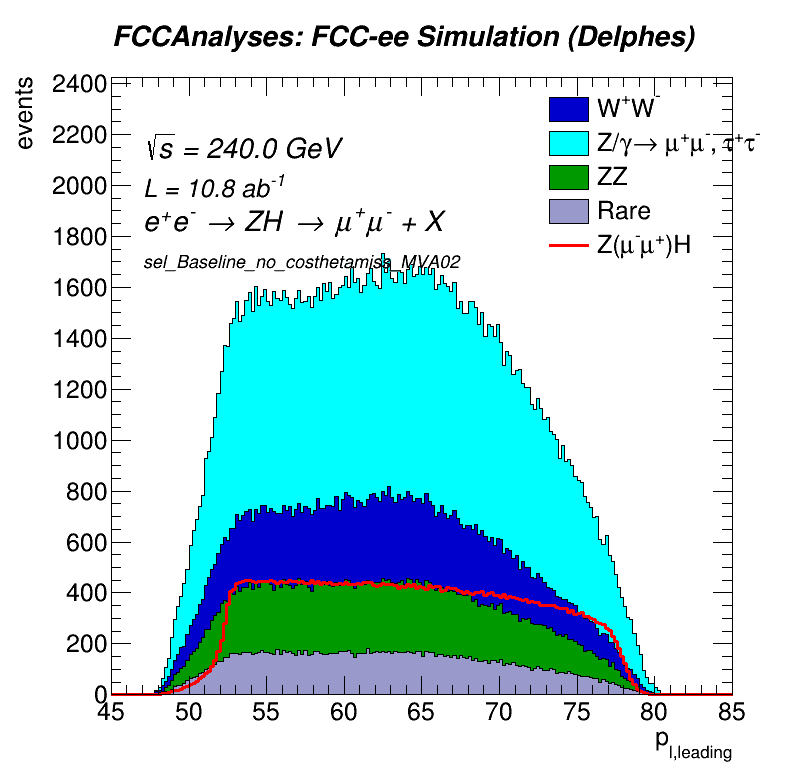 FCCAnalyses: FCC-ee Simulation (Delphes)
events
2400
2200
2000
1800
1600
1400
1200
1000
800
600
400
200
0
√s = 240.0 GeV
L = 10.8 ab⁻¹
e⁺e⁻ → ZH → μ⁺μ⁻ + X
sel_Baseline_no_costhetamiss_MVA02
W⁺W⁻
Z/γ→ μ⁺μ⁻, τ⁺τ⁻
ZZ
Rare
Z(μ⁻μ⁺)H
45 50 55 60 65 70 75 80 85
p_l,leading